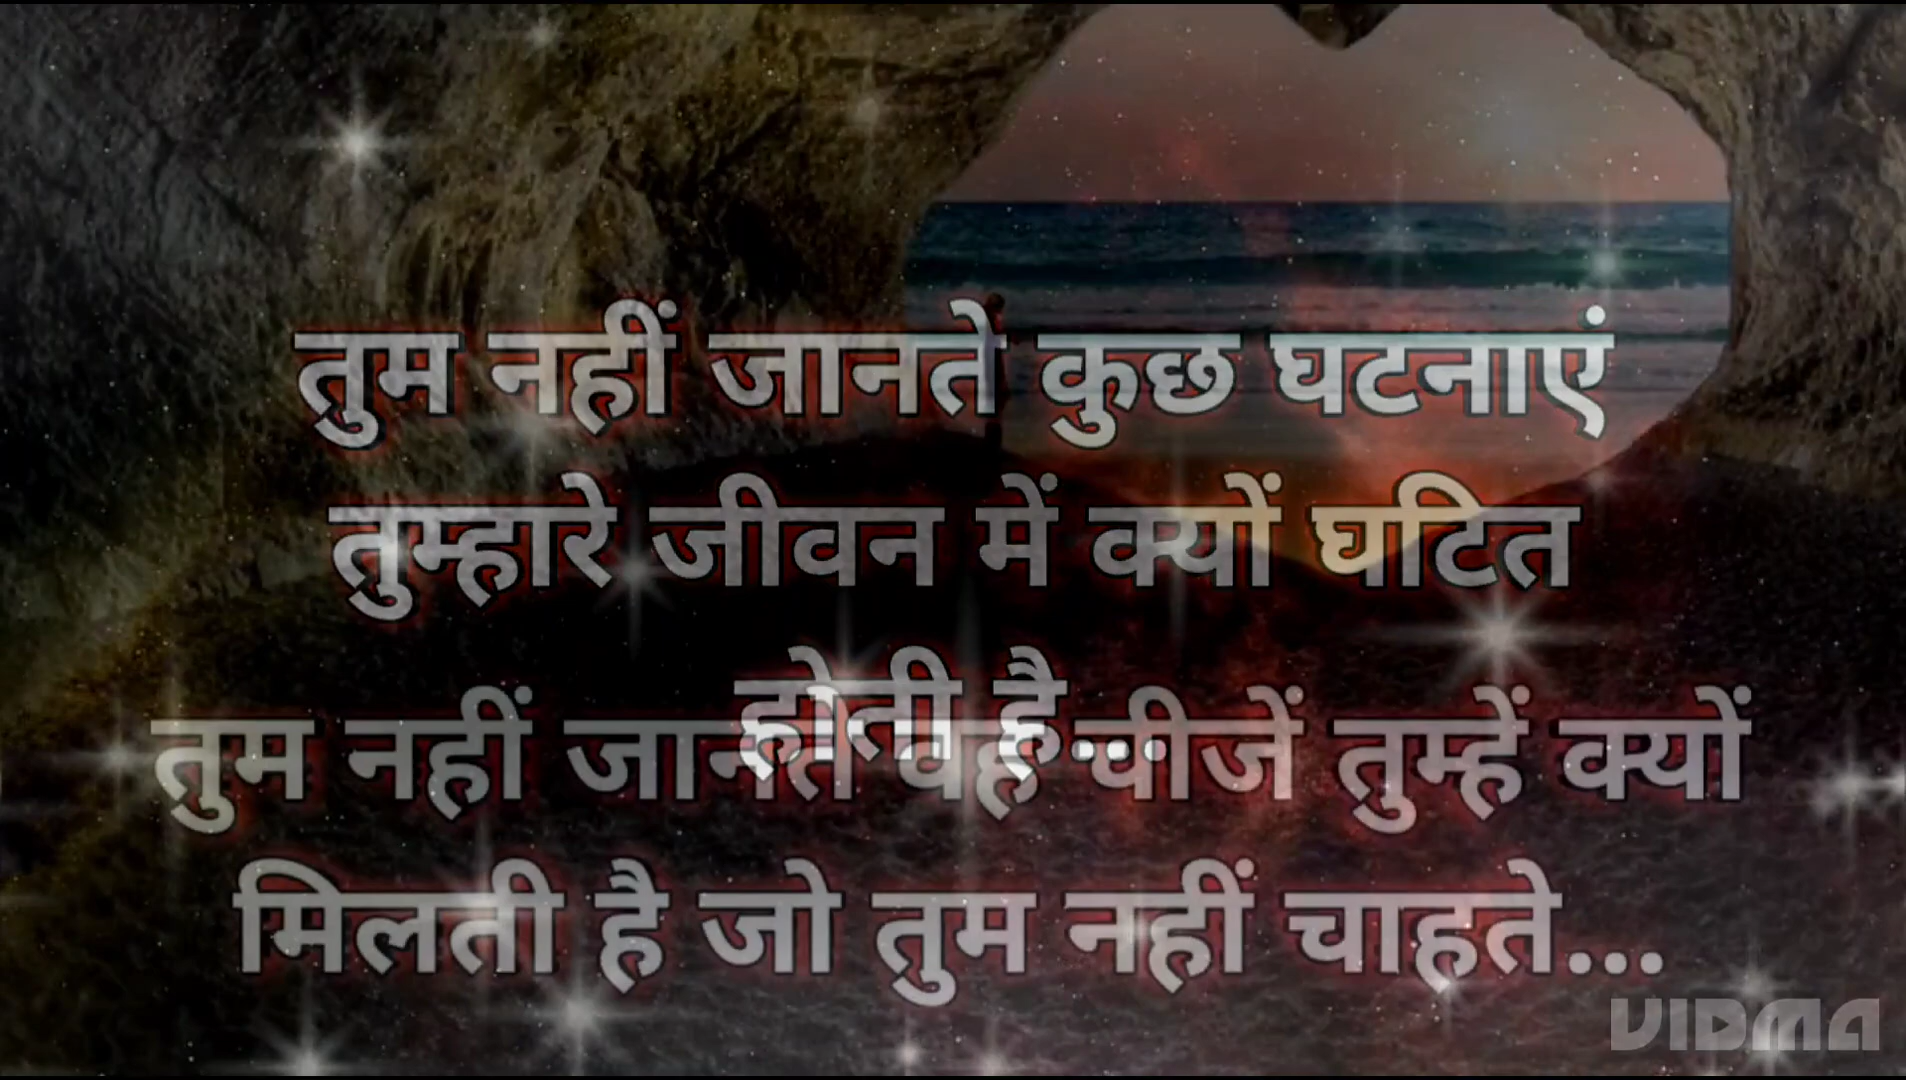 तुम नहीं जानते कुछ घटनाएं
तुम्हारे जीवन में क्यों घटित
होती है...
तुम नहीं जानते वह चीजें तुम्हें क्यों
मिलती है जो तुम नहीं चाहते...
VIDMA